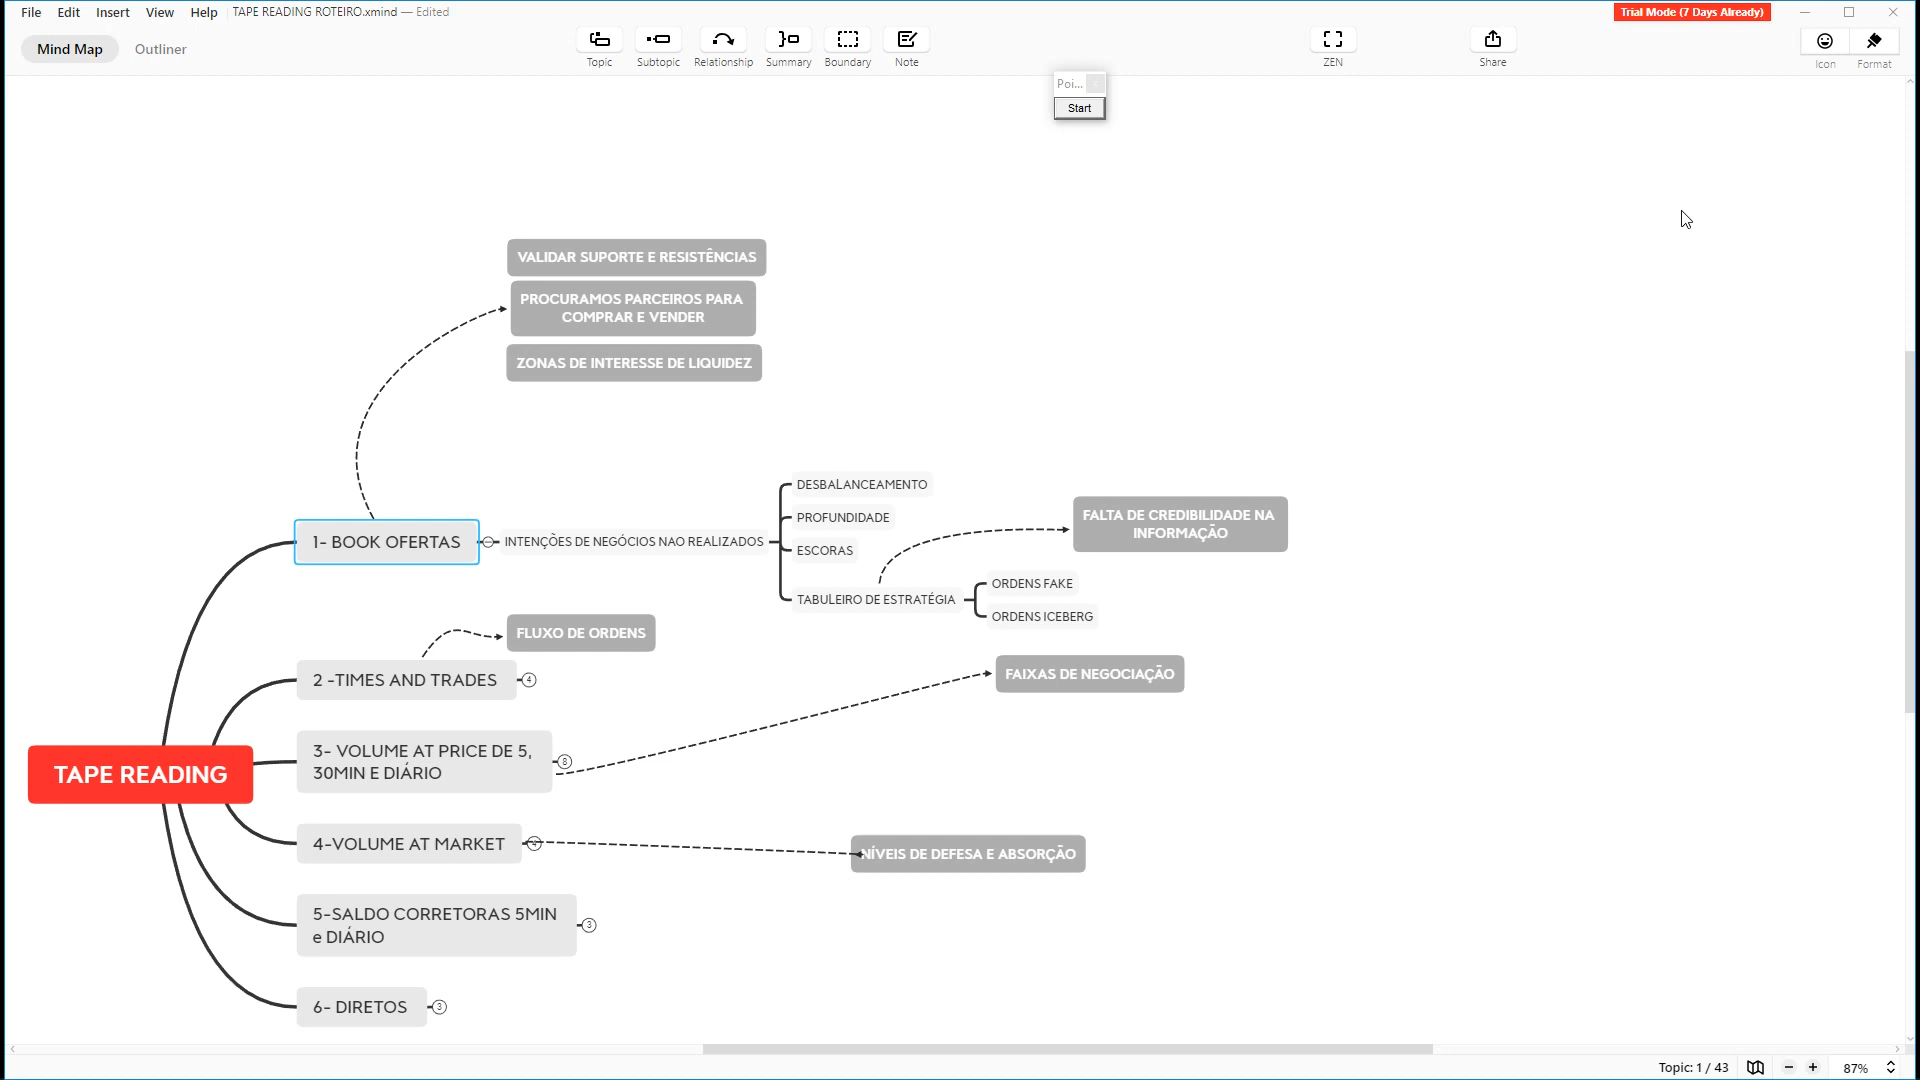 File Edit Insert View Help TAPE READING ROTEIRO.xmind — Edited
Trial Mode (7 Days Already)
Mind Map Outliner
Topic Subtopic Relationship Summary Boundary Note ZEN Share Icon Format
Poi...
Start
VALIDAR SUPORTE E RESISTÊNCIAS
PROCURAMOS PARCEIROS PARA
COMPRAR E VENDER
ZONAS DE INTERESSE DE LIQUIDEZ
1- BOOK OFERTAS
INTENÇÕES DE NEGÓCIOS NAO REALIZADOS
DESBALANCEAMENTO
PROFUNDIDADE
ESCORAS
TABULEIRO DE ESTRATÉGIA
FALTA DE CREDIBILIDADE NA
INFORMAÇÃO
ORDENS FAKE
ORDENS ICEBERG
FLUXO DE ORDENS
2 -TIMES AND TRADES
4
FAIXAS DE NEGOCIAÇÃO
3- VOLUME AT PRICE DE 5,
30MIN E DIÁRIO
8
TAPE READING
4-VOLUME AT MARKET
NÍVEIS DE DEFESA E ABSORÇÃO
5-SALDO CORRETORAS 5MIN
e DIÁRIO
3
6- DIRETOS
3
Topic: 1 / 43
87%